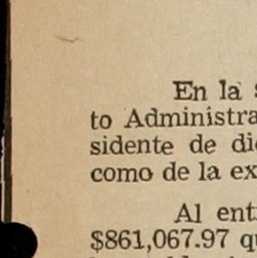 En la
to Administra
sidente de di
como de la ex
Al ent
$861,067.97 q